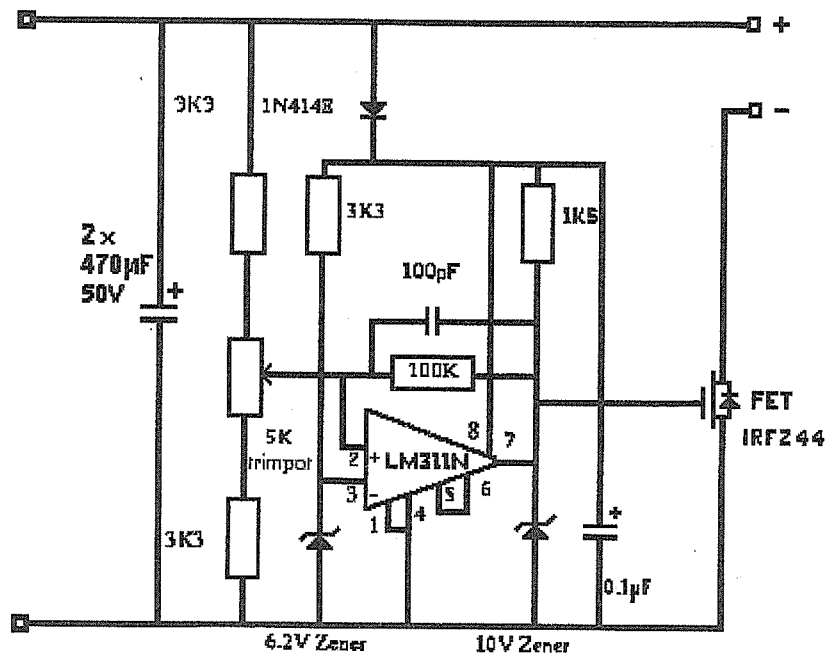 +
-
3K3
1N4148
3K3
1K5
2x
470µF
50V
+
100pF
100K
5K
trimpot
8
7
2
+
LM311N
3
-
1
4
5
6
FET
IRFZ44
3K3
+
0.1µF
6.2V Zener
10V Zener